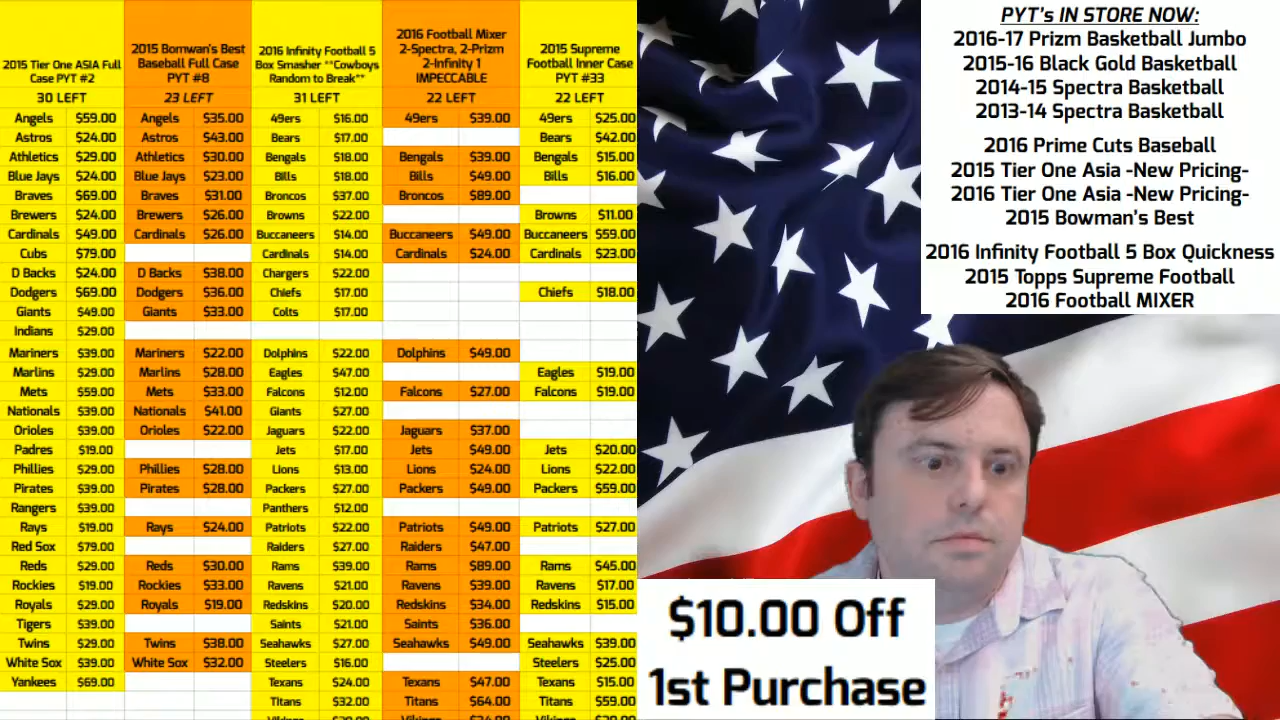 2015 Tier One ASIA Full
Case PYT #2
30 LEFT
Angels $59.00
Astros $24.00
Athletics $29.00
Blue Jays $24.00
Braves $69.00
Brewers $24.00
Cardinals $49.00
Cubs $79.00
D Backs $24.00
Dodgers $69.00
Giants $49.00
Indians $29.00
Mariners $39.00
Marlins $29.00
Mets $59.00
Nationals $39.00
Orioles $39.00
Padres $19.00
Phillies $29.00
Pirates $39.00
Rangers $39.00
Rays $19.00
Red Sox $79.00
Reds $29.00
Rockies $19.00
Royals $29.00
Tigers $39.00
Twins $29.00
White Sox $39.00
Yankees $69.00
2015 Bomwan's Best
Baseball Full Case
PYT #8
23 LEFT
Angels $35.00
Astros $43.00
Athletics $30.00
Blue Jays $23.00
Braves $31.00
Brewers $26.00
Cardinals $26.00
D Backs $38.00
Dodgers $36.00
Giants $33.00
Mariners $22.00
Marlins $28.00
Mets $33.00
Nationals $41.00
Orioles $22.00
Phillies $28.00
Pirates $28.00
Rays $24.00
Reds $30.00
Rockies $33.00
Royals $19.00
Twins $38.00
White Sox $32.00
2016 Infinity Football 5
Box Smasher **Cowboys
Random to Break**
31 LEFT
49ers $16.00
Bears $17.00
Bengals $18.00
Bills $18.00
Broncos $37.00
Browns $22.00
Buccaneers $14.00
Cardinals $14.00
Chargers $22.00
Chiefs $17.00
Colts $17.00
Dolphins $22.00
Eagles $47.00
Falcons $12.00
Giants $27.00
Jaguars $22.00
Jets $17.00
Lions $13.00
Packers $27.00
Panthers $12.00
Patriots $22.00
Raiders $27.00
Rams $39.00
Ravens $21.00
Redskins $20.00
Saints $21.00
Seahawks $27.00
Steelers $16.00
Texans $24.00
Titans $32.00
2016 Football Mixer
2-Spectra, 2-Prizm
2-Infinity 1
IMPECCABLE
22 LEFT
49ers $39.00
Bengals $39.00
Bills $49.00
Broncos $89.00
Buccaneers $49.00
Cardinals $24.00
Dolphins $49.00
Falcons $27.00
Jaguars $37.00
Jets $49.00
Lions $24.00
Packers $49.00
Patriots $49.00
Raiders $47.00
Rams $89.00
Ravens $39.00
Redskins $34.00
Saints $36.00
Seahawks $49.00
Texans $47.00
Titans $64.00
2015 Supreme
Football Inner Case
PYT #33
22 LEFT
49ers $25.00
Bears $42.00
Bengals $15.00
Bills $16.00
Browns $11.00
Buccaneers $59.00
Cardinals $23.00
Chiefs $18.00
Eagles $19.00
Falcons $19.00
Jets $20.00
Lions $22.00
Packers $59.00
Patriots $27.00
Rams $45.00
Ravens $17.00
Redskins $15.00
Seahawks $39.00
Steelers $25.00
Texans $15.00
Titans $59.00
PYT's IN STORE NOW:
2016-17 Prizm Basketball Jumbo
2015-16 Black Gold Basketball
2014-15 Spectra Basketball
2013-14 Spectra Basketball
2016 Prime Cuts Baseball
2015 Tier One Asia -New Pricing-
2016 Tier One Asia -New Pricing-
2015 Bowman's Best
2016 Infinity Football 5 Box Quickness
2015 Topps Supreme Football
2016 Football MIXER
$10.00 Off
1st Purchase